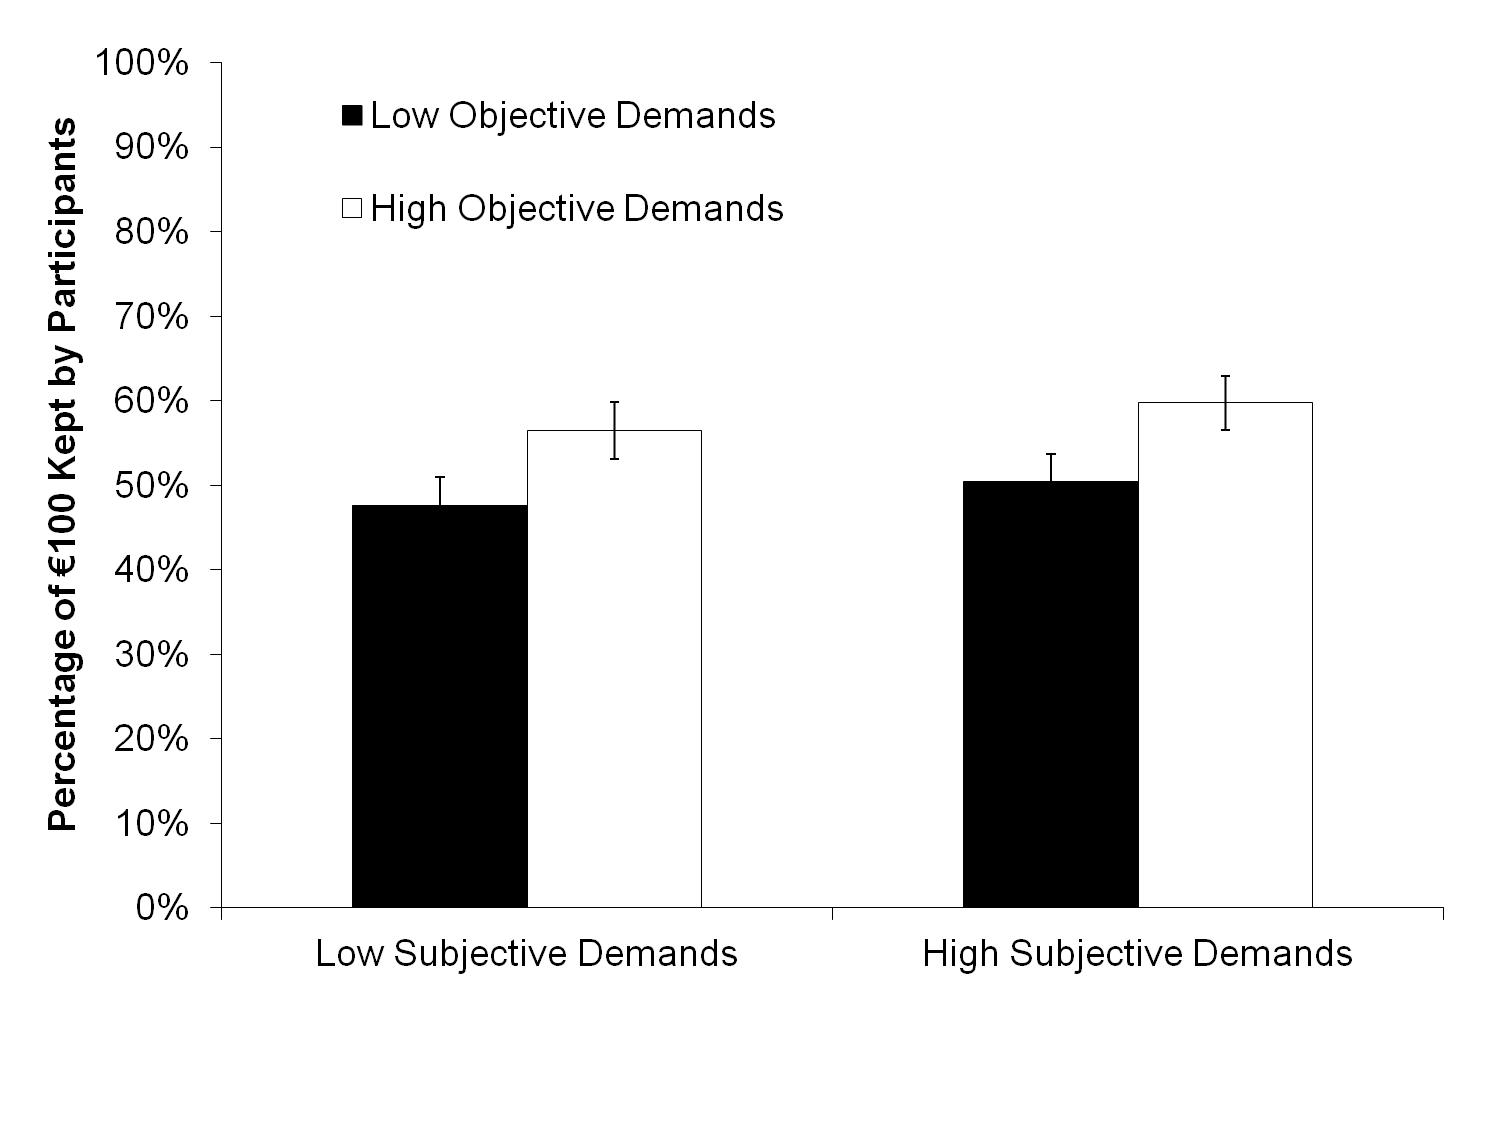 Percentage of €100 Kept by Participants
100%
90%
80%
70%
60%
50%
40%
30%
20%
10%
0%
Low Objective Demands
High Objective Demands
Low Subjective Demands
High Subjective Demands